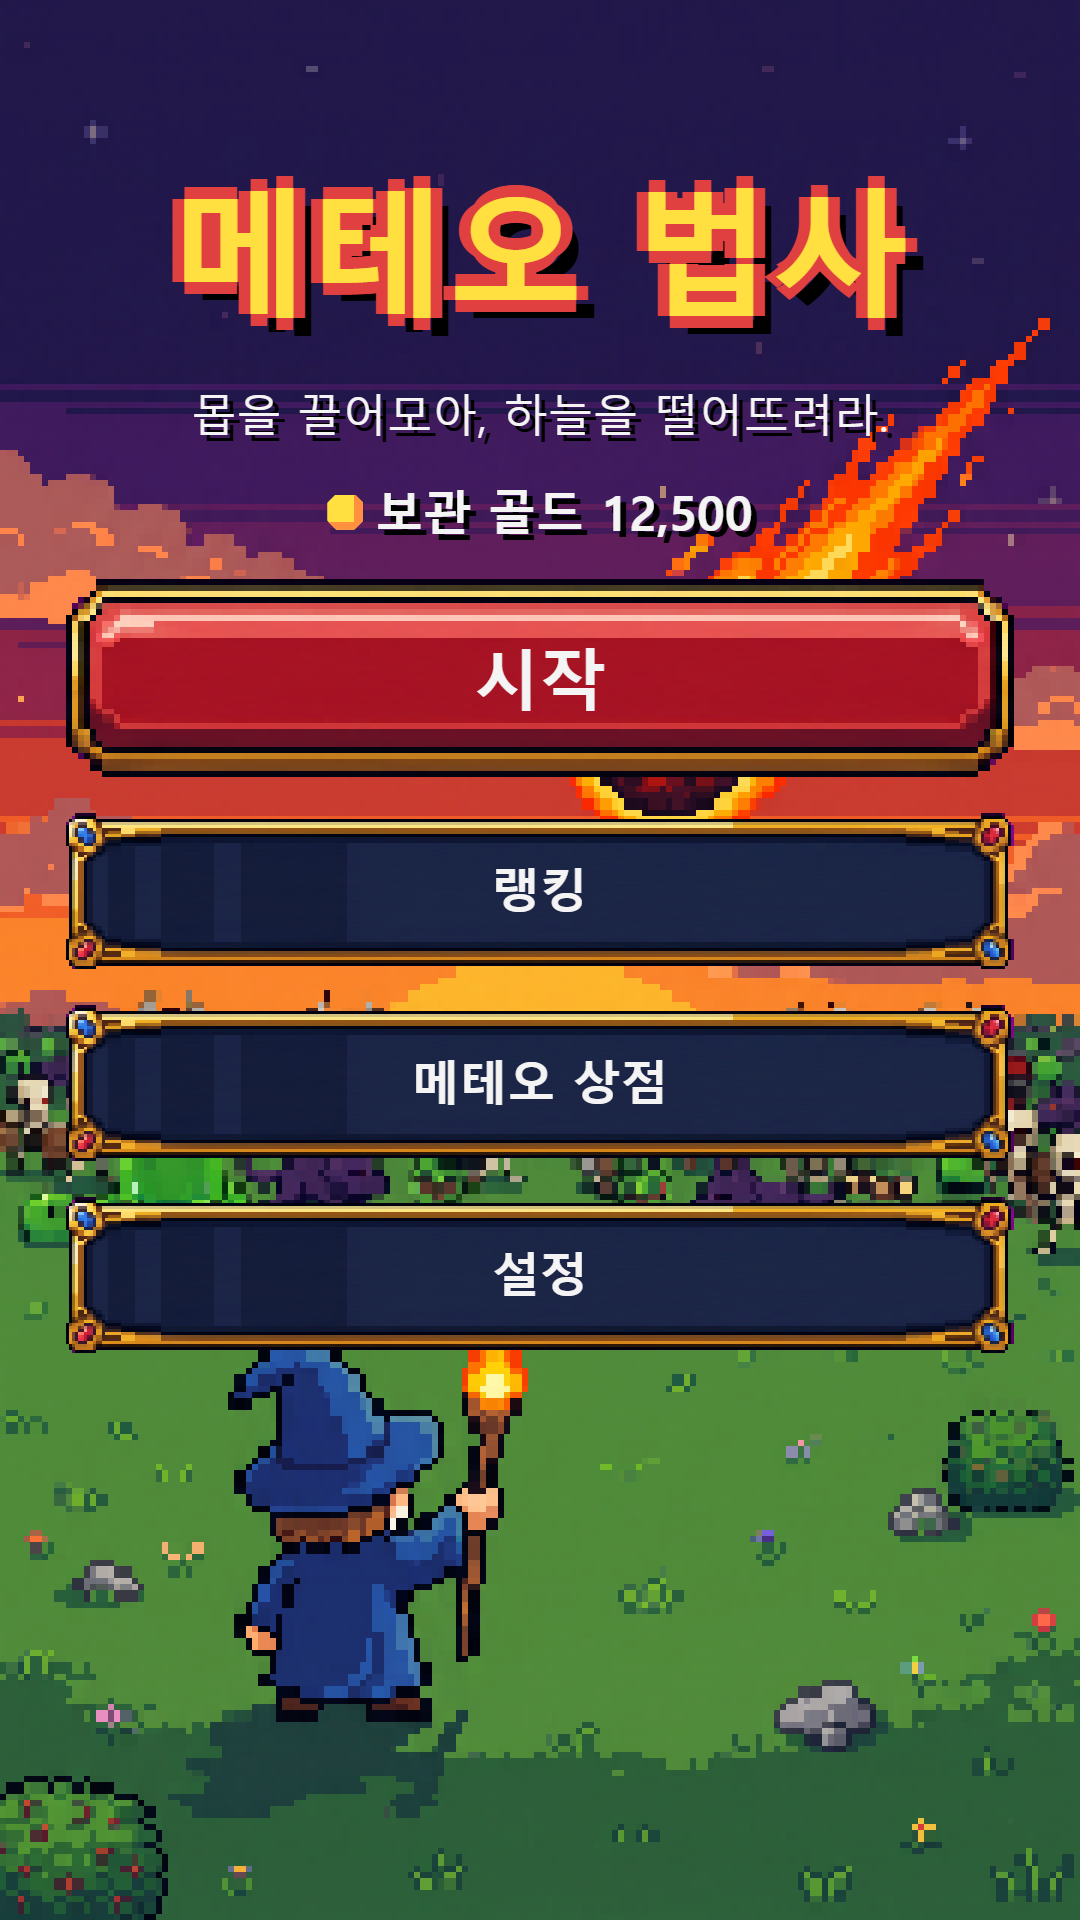 메테오 법사
몹을 끌어모아, 하늘을 떨어뜨려라.
보관 골드 12,500
시작
랭킹
메테오 상점
설정